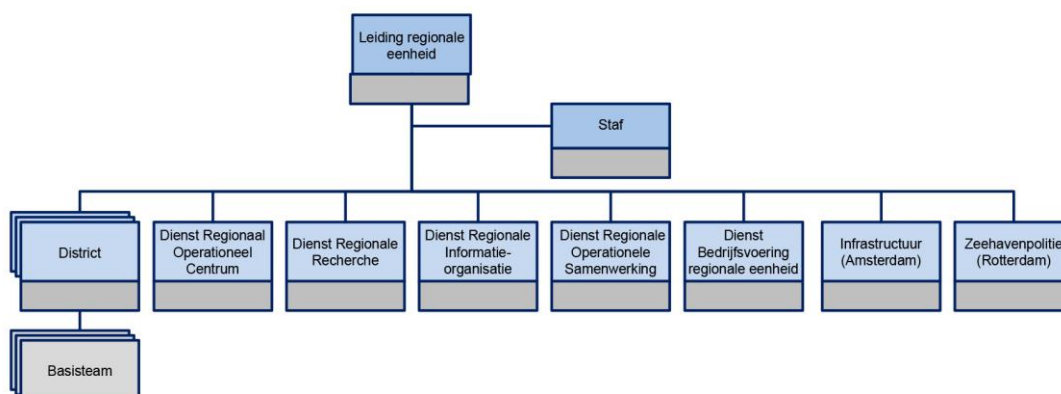 Leiding regionale
eenheid
Staf
District
Dienst Regionaal
Operationeel
Centrum
Dienst Regionale
Recherche
Dienst Regionale
Informatie-
organisatie
Dienst Regionale
Operationele
Samenwerking
Dienst
Bedrijfsvoering
regionale eenheid
Infrastructuur
(Amsterdam)
Zeehavenpolitie
(Rotterdam)
Basisteam